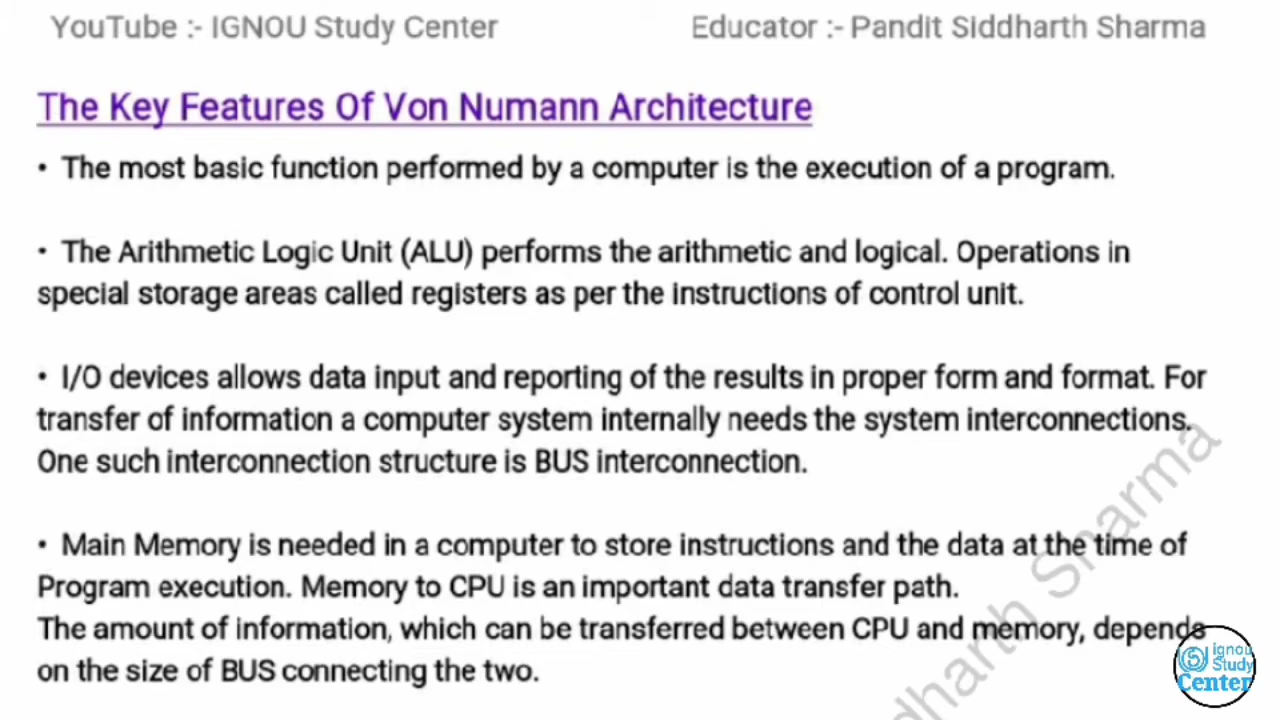 YouTube :- IGNOU Study Center
Educator :- Pandit Siddharth Sharma
The Key Features Of Von Numann Architecture
• The most basic function performed by a computer is the execution of a program.
• The Arithmetic Logic Unit (ALU) performs the arithmetic and logical. Operations in
special storage areas called registers as per the instructions of control unit.
• I/O devices allows data input and reporting of the results in proper form and format. For
transfer of information a computer system internally needs the system interconnections.
One such interconnection structure is BUS interconnection.
• Main Memory is needed in a computer to store instructions and the data at the time of
Program execution. Memory to CPU is an important data transfer path.
The amount of information, which can be transferred between CPU and memory, depends
on the size of BUS connecting the two.
ddharth Sharma
ignou
Study
Center